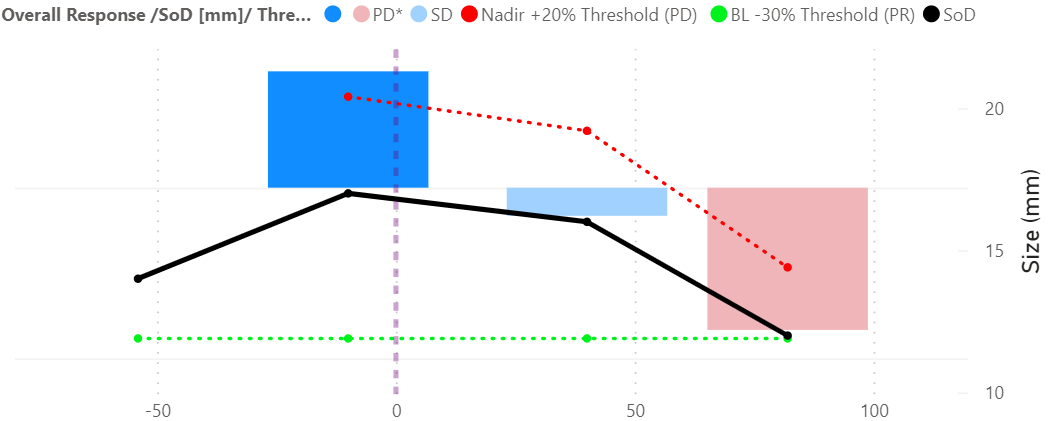 Overall Response /SoD [mm]/ Thre... PD* SD Nadir +20% Threshold (PD) BL -30% Threshold (PR) SoD
20
15
10
Size (mm)
-50 0 50 100